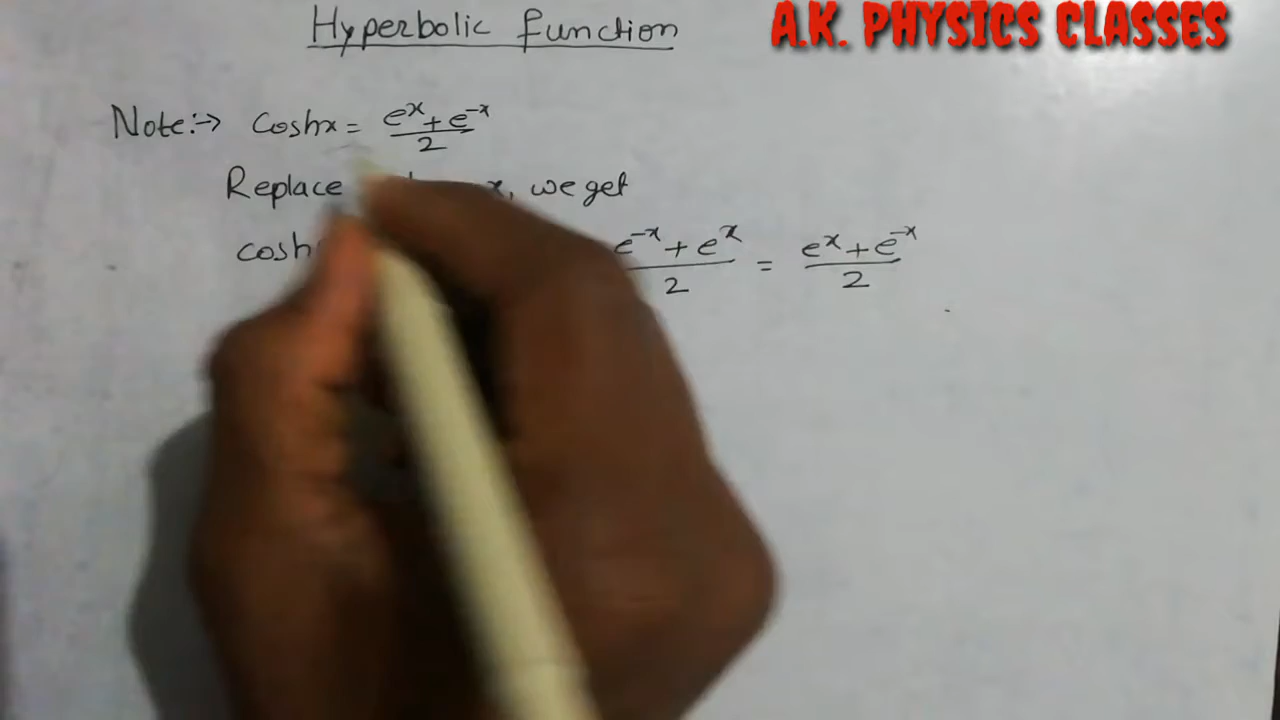 Hyperbolic function
A.K. PHYSICS CLASSES
Note:→ Coshx = (e^x + e^-x)/2
Replace x, we get
cosh e^-x + e^x / 2 = (e^x + e^-x)/2